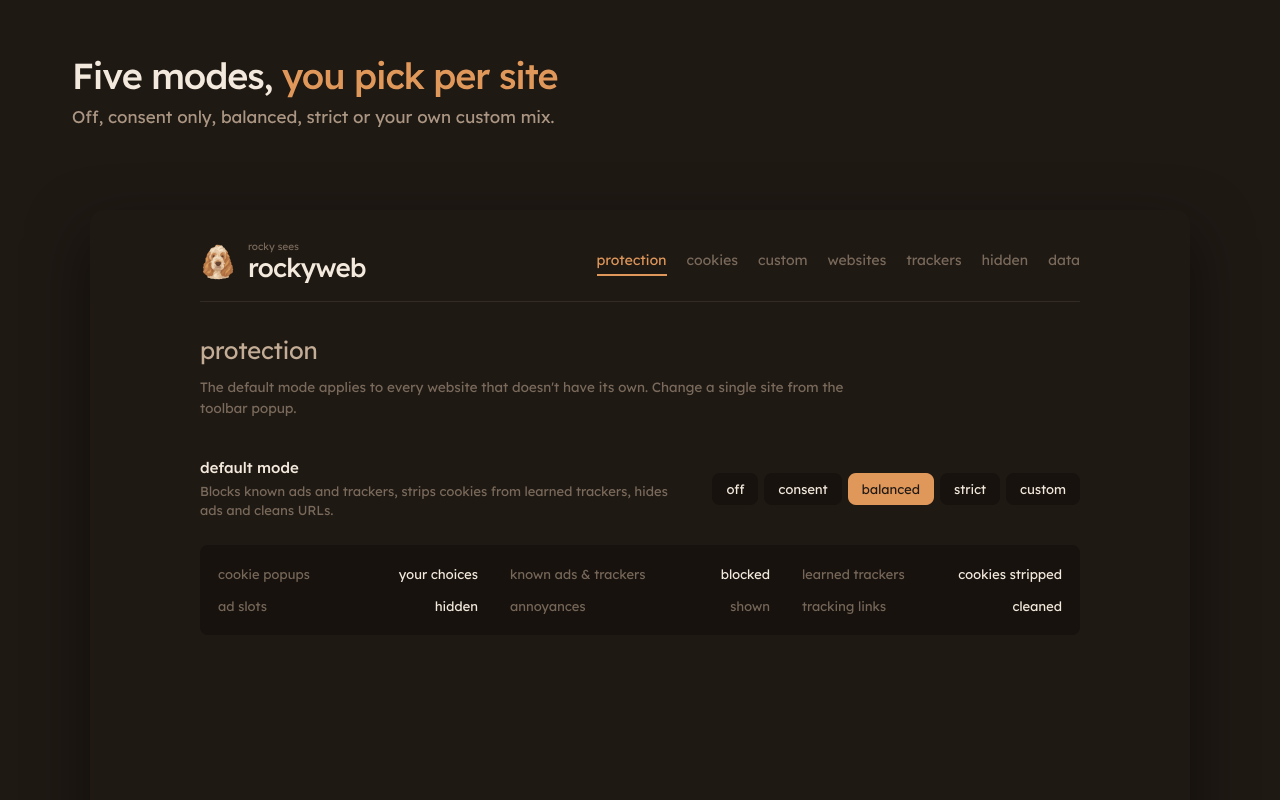 Five modes, you pick per site
Off, consent only, balanced, strict or your own custom mix.
rocky sees
rockyweb
protection cookies custom websites trackers hidden data
protection
The default mode applies to every website that doesn't have its own. Change a single site from the
toolbar popup.
default mode
Blocks known ads and trackers, strips cookies from learned trackers, hides
ads and cleans URLs.
off consent balanced strict custom
cookie popups your choices known ads & trackers blocked learned trackers cookies stripped
ad slots hidden annoyances shown tracking links cleaned